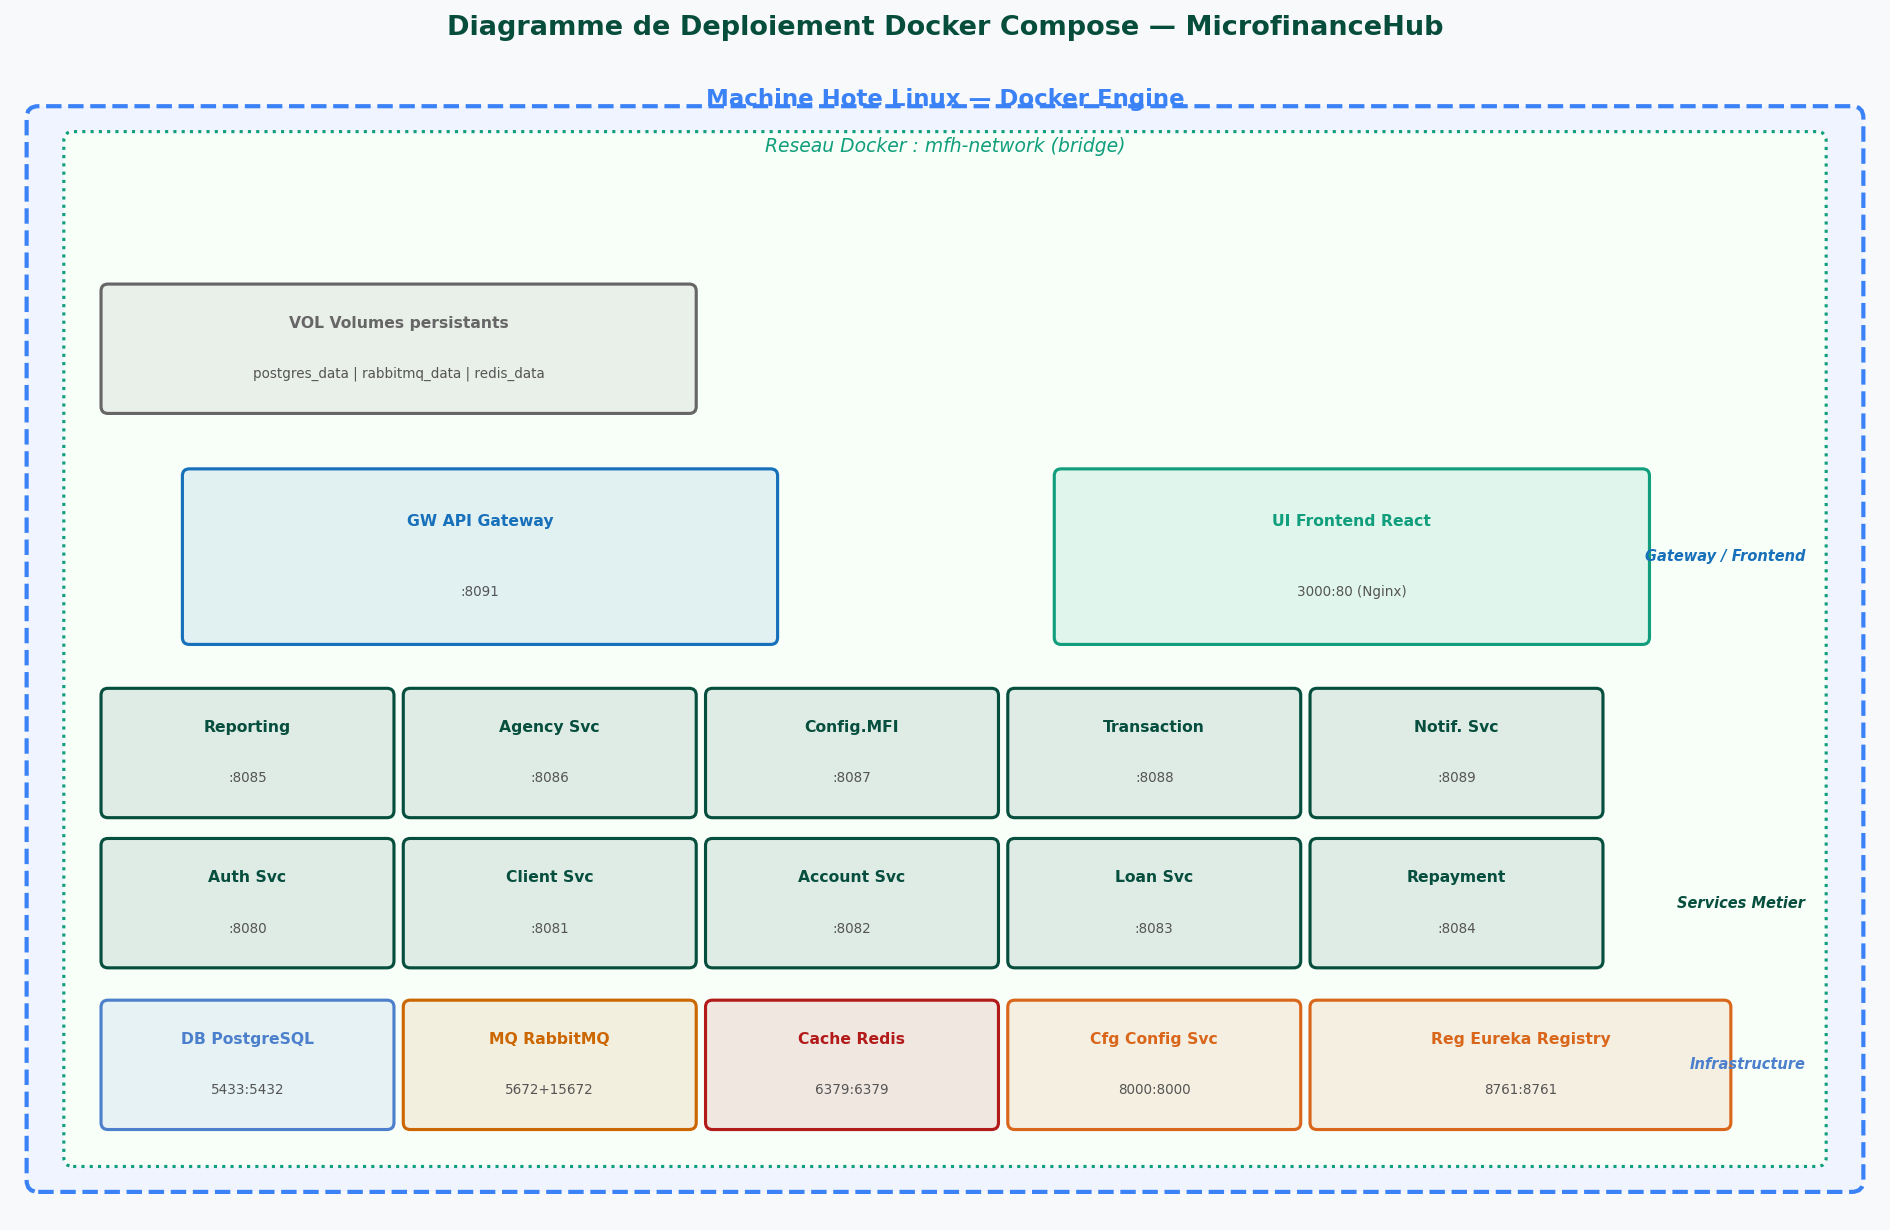 Diagramme de Deploiement Docker Compose — MicrofinanceHub
Machine Hote Linux — Docker Engine
Reseau Docker : mfh-network (bridge)
VOL Volumes persistants
postgres_data | rabbitmq_data | redis_data
GW API Gateway
:8091
UI Frontend React
3000:80 (Nginx)
Gateway / Frontend
Reporting
:8085
Agency Svc
:8086
Config.MFI
:8087
Transaction
:8088
Notif. Svc
:8089
Auth Svc
:8080
Client Svc
:8081
Account Svc
:8082
Loan Svc
:8083
Repayment
:8084
Services Metier
DB PostgreSQL
5433:5432
MQ RabbitMQ
5672+15672
Cache Redis
6379:6379
Cfg Config Svc
8000:8000
Reg Eureka Registry
8761:8761
Infrastructure